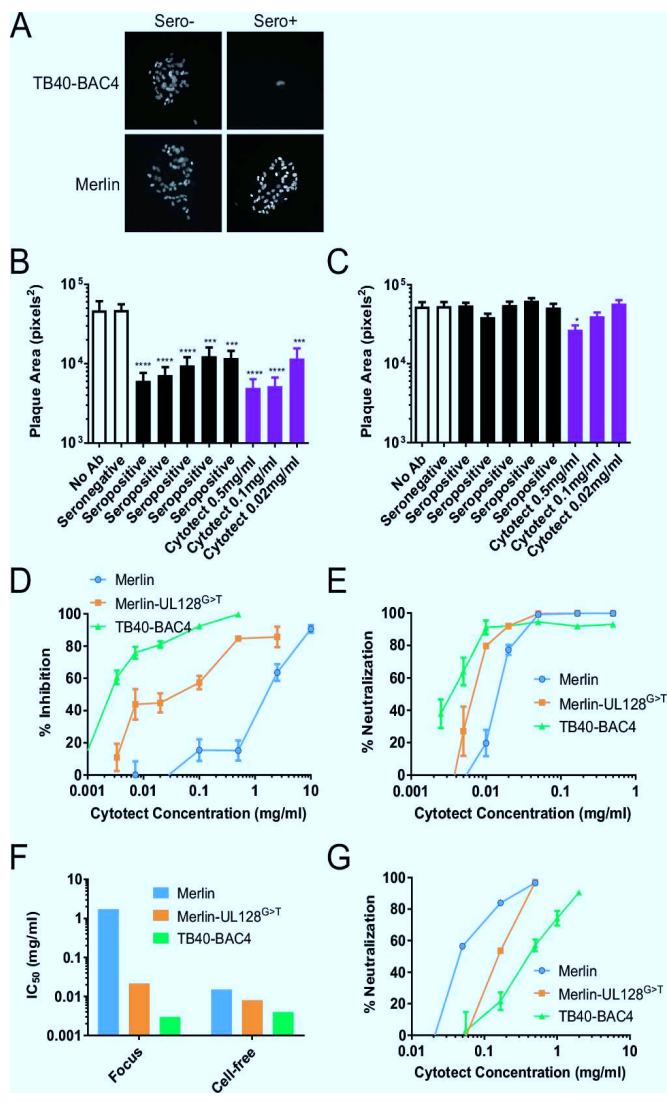 A
Sero-
Sero+
TB40-BAC4
Merlin
B
Plaque Area (pixels²)
10⁵
10⁴
10³
****
****
****
***
***
****
****
***
No Ab
Seronegative
Seropositive
Seropositive
Seropositive
Seropositive
Seropositive
Cytotect 0.5mg/ml
Cytotect 0.1mg/ml
Cytotect 0.02mg/ml
C
Plaque Area (pixels²)
10⁵
10⁴
10³
*
No Ab
Seronegative
Seropositive
Seropositive
Seropositive
Seropositive
Seropositive
Cytotect 0.5mg/ml
Cytotect 0.1mg/ml
Cytotect 0.02mg/ml
D
Merlin
Merlin-UL128ᴳ>ᵀ
TB40-BAC4
% Inhibition
100
80
60
40
20
0
0.001
0.01
0.1
1
10
Cytotect Concentration (mg/ml)
E
% Neutralization
100
80
60
40
20
0
Merlin
Merlin-UL128ᴳ>ᵀ
TB40-BAC4
0.001
0.01
0.1
1
Cytotect Concentration (mg/ml)
F
IC₅₀ (mg/ml)
10
1
0.1
0.01
0.001
Merlin
Merlin-UL128ᴳ>ᵀ
TB40-BAC4
Focus
Cell-free
G
% Neutralization
100
80
60
40
20
0
Merlin
Merlin-UL128ᴳ>ᵀ
TB40-BAC4
0.01
0.1
1
10
Cytotect Concentration (mg/ml)